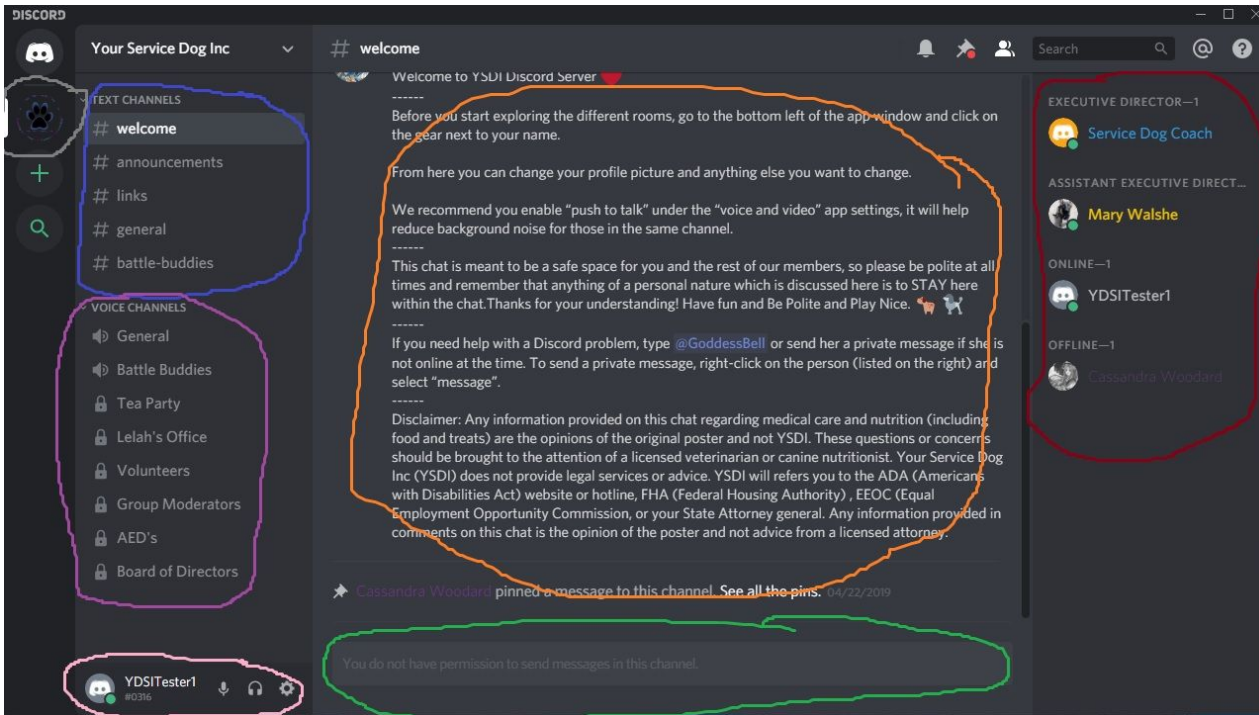 DISCORD
Your Service Dog Inc
welcome
Search
TEXT CHANNELS
# welcome
# announcements
# links
# general
# battle-buddies
VOICE CHANNELS
General
Battle Buddies
Tea Party
Lelah's Office
Volunteers
Group Moderators
AED's
Board of Directors
YDSITester1
#0316
Welcome to YSDI Discord Server
------
Before you start exploring the different rooms, go to the bottom left of the app window and click on
the gear next to your name.
From here you can change your profile picture and anything else you want to change.
We recommend you enable “push to talk” under the “voice and video” app settings, it will help
reduce background noise for those in the same channel.
------
This chat is meant to be a safe space for you and the rest of our members, so please be polite at all
times and remember that anything of a personal nature which is discussed here is to STAY here
within the chat.Thanks for your understanding! Have fun and Be Polite and Play Nice.
------
If you need help with a Discord problem, type @GoddessBell or send her a private message if she is
not online at the time. To send a private message, right-click on the person (listed on the right) and
select “message”.
------
Disclaimer: Any information provided on this chat regarding medical care and nutrition (including
food and treats) are the opinions of the original poster and not YSDI. These questions or concerns
should be brought to the attention of a licensed veterinarian or canine nutritionist. Your Service Dog
Inc (YSDI) does not provide legal services or advice. YSDI will refers you to the ADA (Americans
with Disabilities Act) website or hotline, FHA (Federal Housing Authority) , EEOC (Equal
Employment Opportunity Commission, or your State Attorney general. Any information provided in
comments on this chat is the opinion of the poster and not advice from a licensed attorney.
Cassandra Woodard pinned a message to this channel. See all the pins. 04/22/2019
You do not have permission to send messages in this channel.
EXECUTIVE DIRECTOR—1
Service Dog Coach
ASSISTANT EXECUTIVE DIRECT...
Mary Walshe
ONLINE—1
YDSITester1
OFFLINE—1
Cassandra Woodard